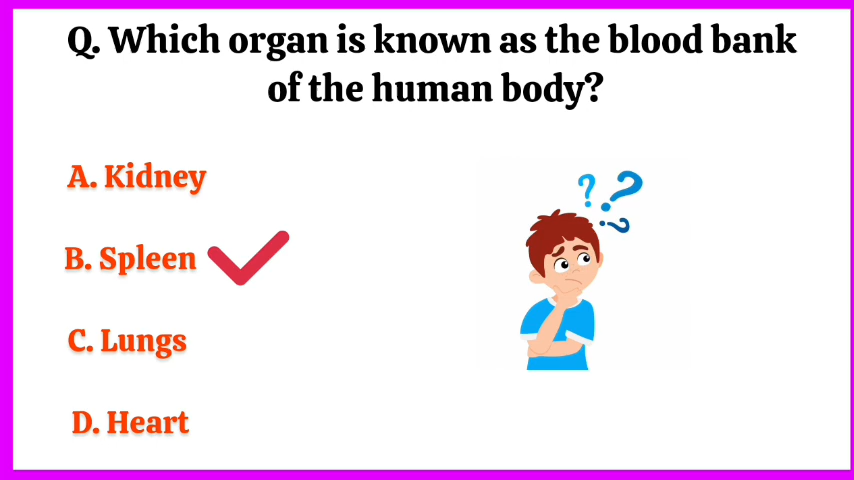 Q. Which organ is known as the blood bank
of the human body?
A. Kidney
B. Spleen
C. Lungs
D. Heart